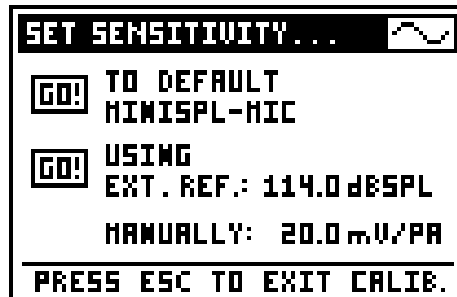 SET SENSITIVITY...
GO! TO DEFAULT
MINISPL-MIC
GO! USING
EXT. REF.: 114.0 dBSPL
MANUALLY: 20.0 mV/PA
PRESS ESC TO EXIT CALIB.